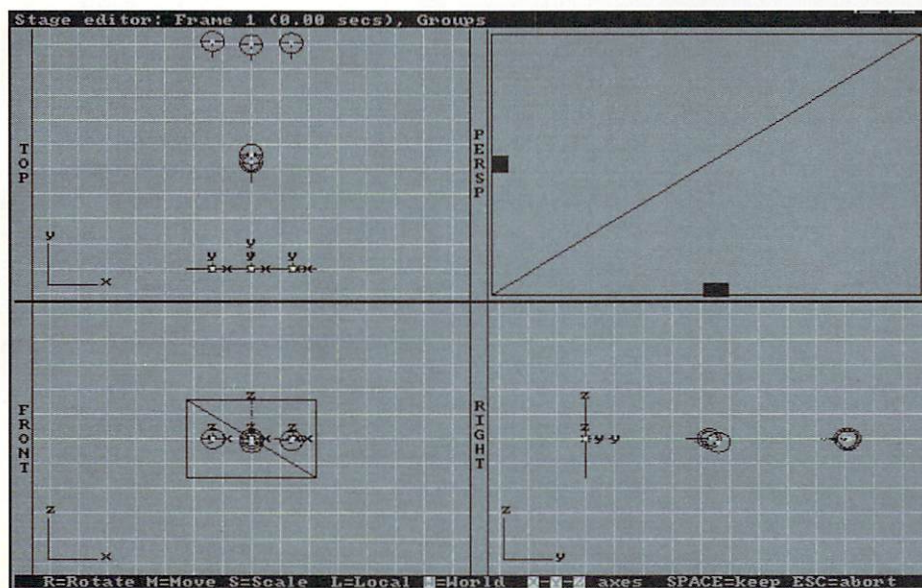 Stage editor: Frame 1 (0.00 secs), Groups
TOP
y
y
y y y
x x x
y
x
PERSP
FRONT
z
z z z
x x x
z
x
RIGHT
z
z
y y
z
y
R=Rotate M=Move S=Scale L=Local W=World X-Y-Z axes SPACE=keep ESC=abort